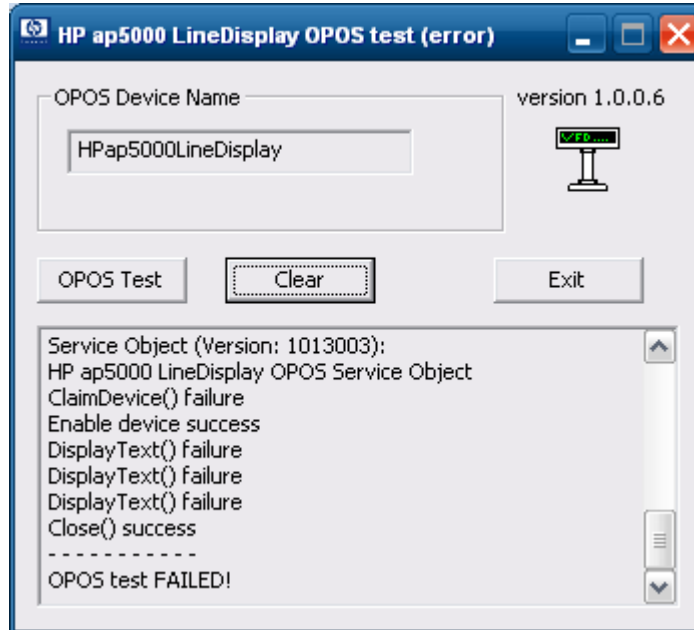 HP ap5000 LineDisplay OPOS test (error)
OPOS Device Name
version 1.0.0.6
HPap5000LineDisplay
VFD....
OPOS Test
Clear
Exit
Service Object (Version: 1013003):
HP ap5000 LineDisplay OPOS Service Object
ClaimDevice() failure
Enable device success
DisplayText() failure
DisplayText() failure
DisplayText() failure
Close() success
- - - - - - - - - - -
OPOS test FAILED!